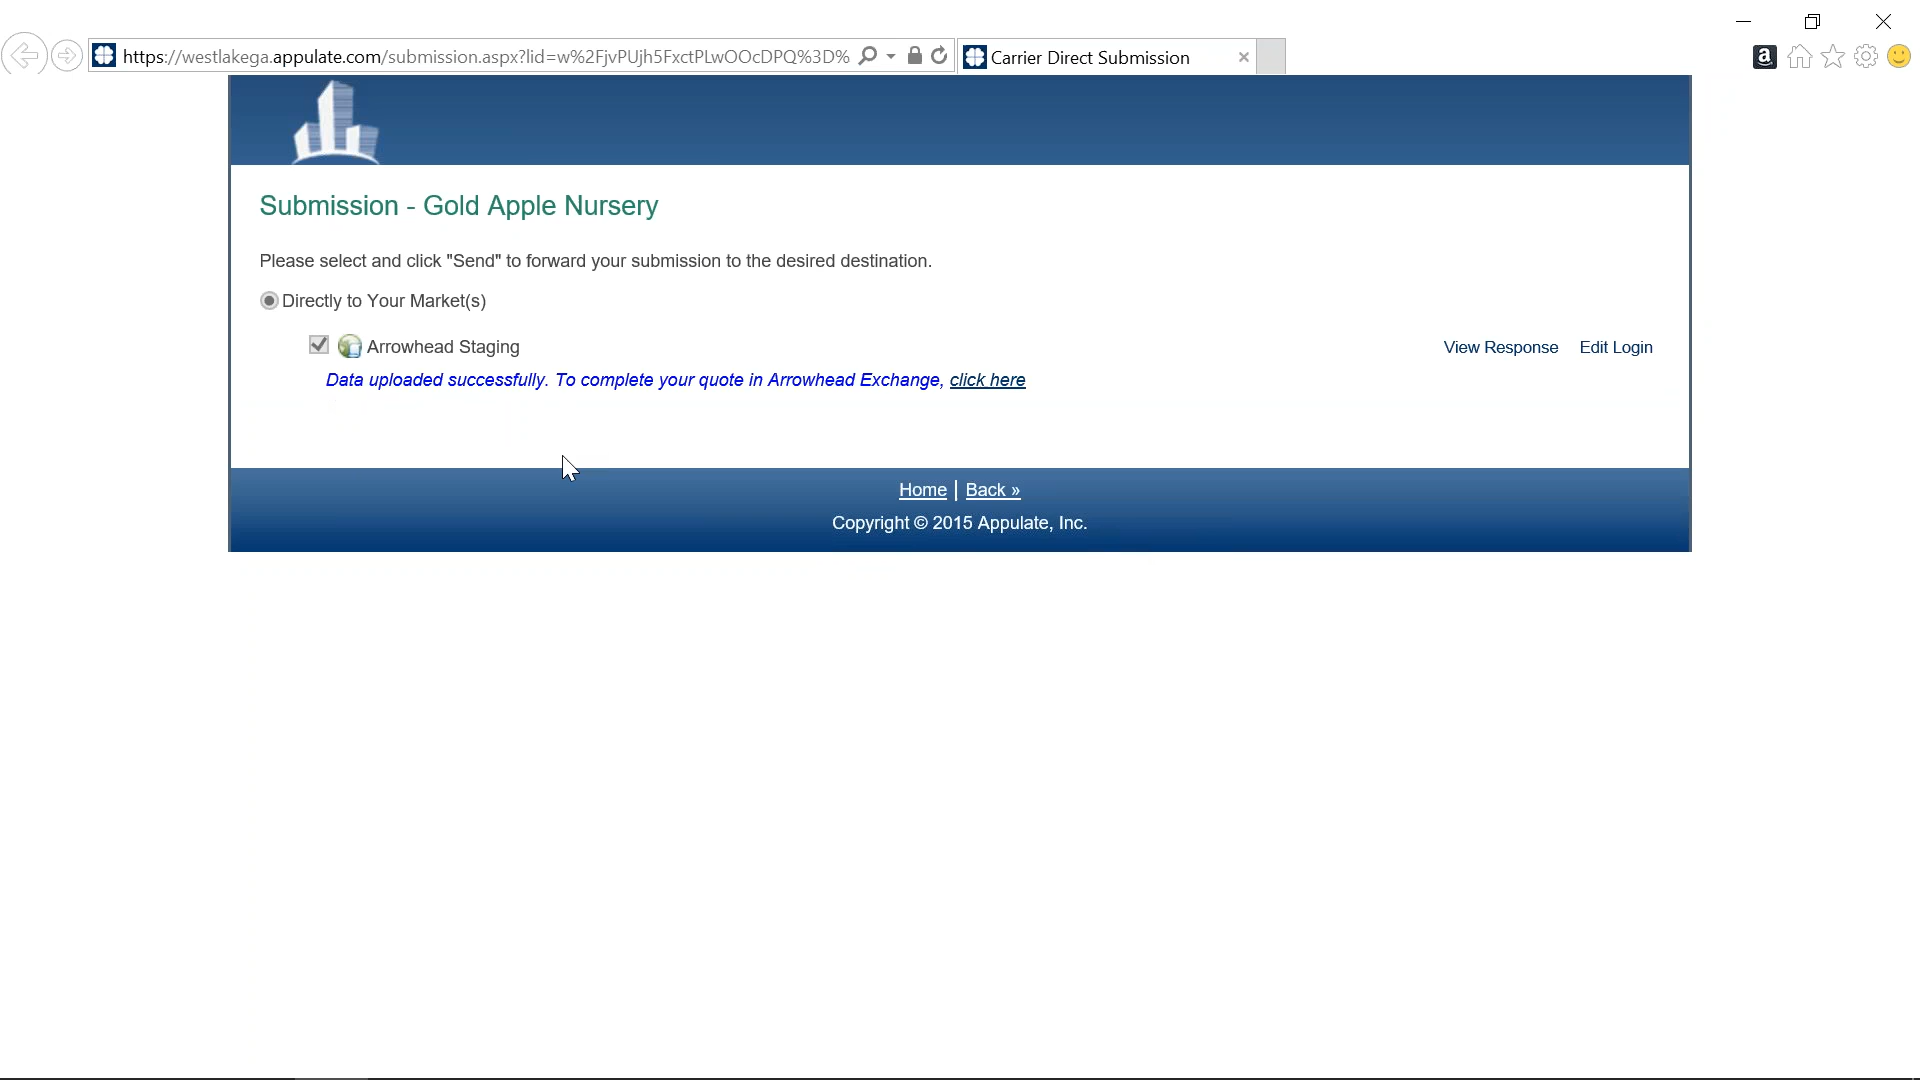 https://westlakega.appulate.com/submission.aspx?lid=w%2FjvPUjh5FxctPLwOOcDPQ%3D%
Carrier Direct Submission
a
Submission - Gold Apple Nursery
Please select and click "Send" to forward your submission to the desired destination.
Directly to Your Market(s)
Arrowhead Staging View Response Edit Login
Data uploaded successfully. To complete your quote in Arrowhead Exchange, click here
Home | Back »
Copyright © 2015 Appulate, Inc.